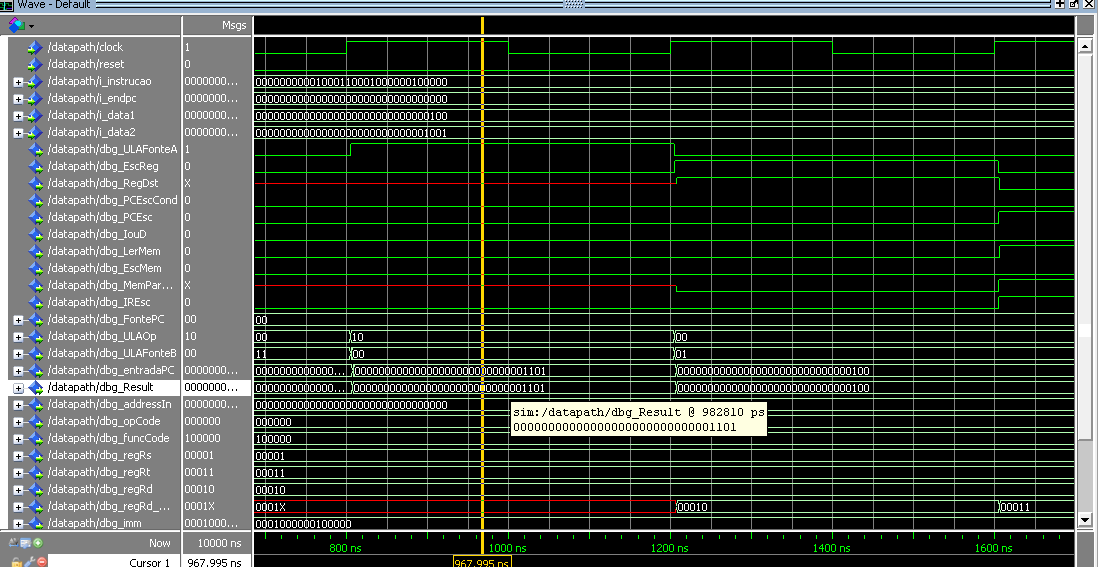 Wave - Default
Msgs
/datapath/clock 1
/datapath/reset 0
/datapath/i_instrucao 0000000... 00000000001000110001000000100000
/datapath/i_endpc 0000000... 00000000000000000000000000000000
/datapath/i_data1 0000000... 00000000000000000000000000000100
/datapath/i_data2 0000000... 00000000000000000000000000001001
/datapath/dbg_ULAFonteA 1
/datapath/dbg_EscReg 0
/datapath/dbg_RegDst X
/datapath/dbg_PCEscCond 0
/datapath/dbg_PCEsc 0
/datapath/dbg_IouD 0
/datapath/dbg_LerMem 0
/datapath/dbg_EscMem 0
/datapath/dbg_MemPar... X
/datapath/dbg_IREsc 0
/datapath/dbg_FontePC 00 00
/datapath/dbg_ULAOp 10 00 10 00
/datapath/dbg_ULAFonteB 00 11 00 01
/datapath/dbg_entradaPC 0000000... 00000000000000... 00000000000000000000000000001101 00000000000000000000000000000100
/datapath/dbg_Result 0000000... 00000000000000... 00000000000000000000000000001101 00000000000000000000000000000100
/datapath/dbg_addressIn 0000000... 00000000000000000000000000000000
/datapath/dbg_opCode 000000 000000
/datapath/dbg_funcCode 100000 100000
/datapath/dbg_regRs 00001 00001
/datapath/dbg_regRt 00011 00011
/datapath/dbg_regRd 00010 00010
/datapath/dbg_regRd_... 0001X 0001X 00010 00011
/datapath/dbg_imm 0001000... 0001000000100000
sim:/datapath/dbg_Result @ 982810 ps
00000000000000000000000000001101
Now 10000 ns 800 ns 1000 ns 1200 ns 1400 ns 1600 ns
Cursor 1 967.995 ns 967.995 ns